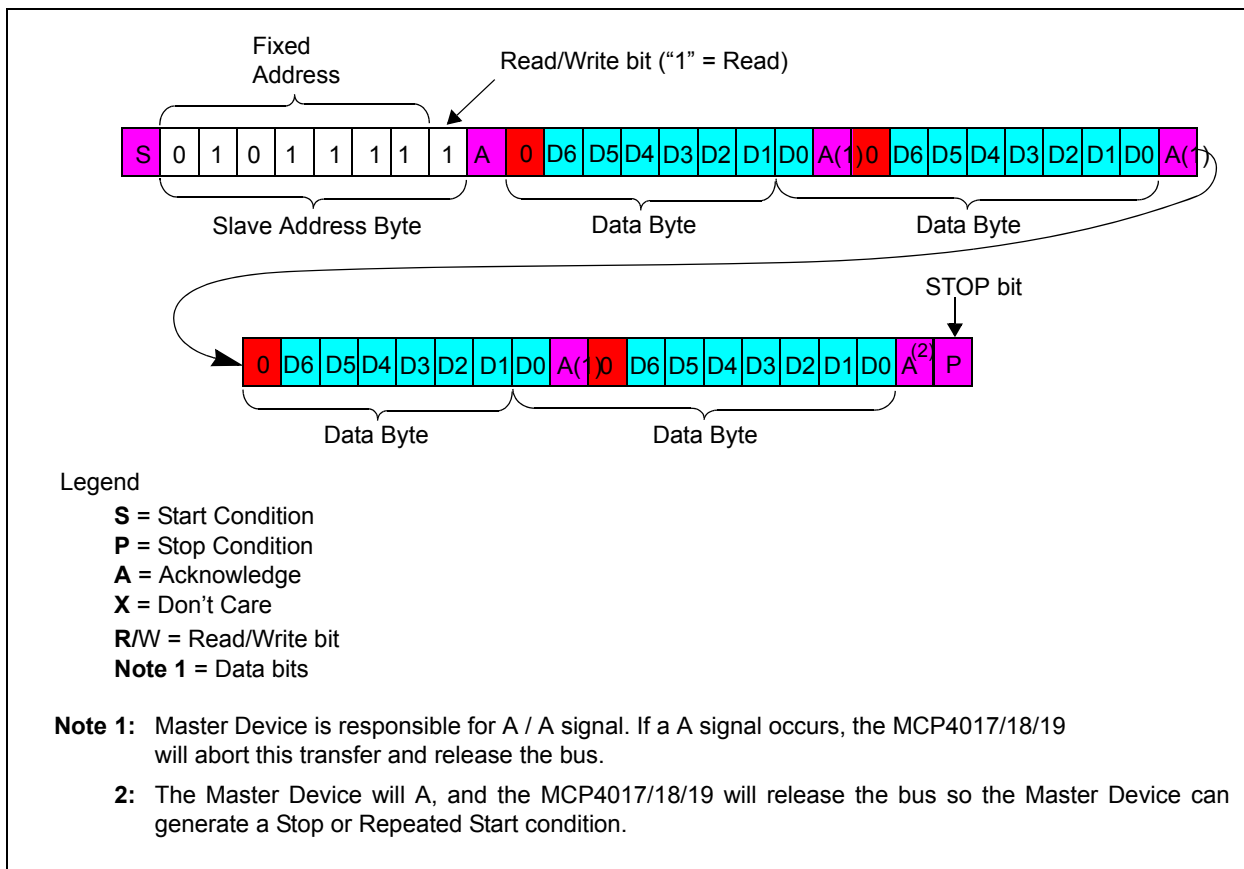 Fixed
Address
Read/Write bit (“1” = Read)
S 0 1 0 1 1 1 1 1 A 0 D6 D5 D4 D3 D2 D1 D0 A(1) 0 D6 D5 D4 D3 D2 D1 D0 A(1)
Slave Address Byte Data Byte Data Byte
STOP bit
0 D6 D5 D4 D3 D2 D1 D0 A(1) 0 D6 D5 D4 D3 D2 D1 D0 A(2) P
Data Byte Data Byte
Legend
S = Start Condition
P = Stop Condition
A = Acknowledge
X = Don’t Care
R/W = Read/Write bit
Note 1 = Data bits
Note 1: Master Device is responsible for A / A signal. If a A signal occurs, the MCP4017/18/19
will abort this transfer and release the bus.
2: The Master Device will A, and the MCP4017/18/19 will release the bus so the Master Device can
generate a Stop or Repeated Start condition.